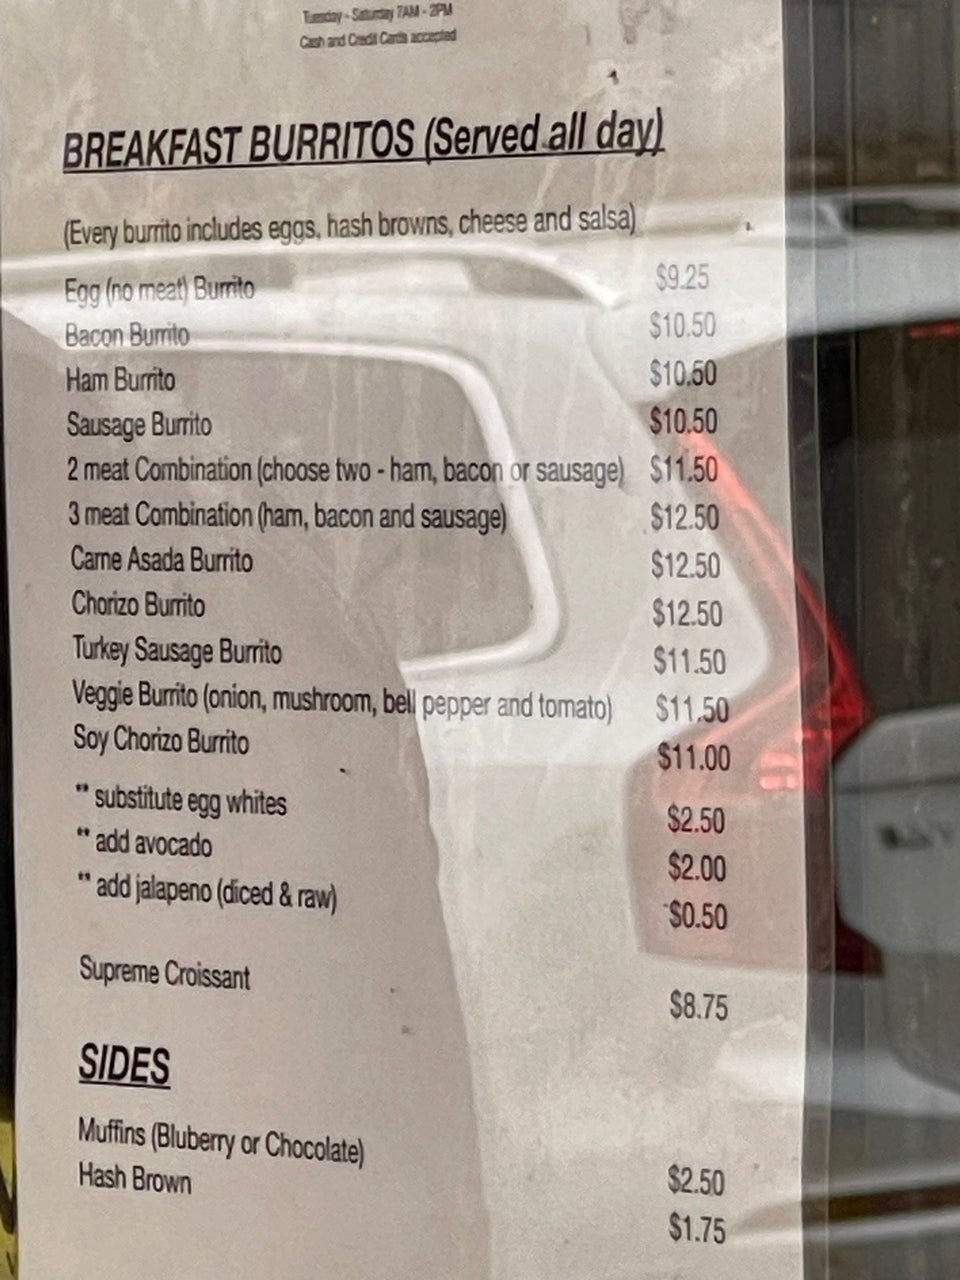 Tuesday - Saturday 7AM - 2PM
Cash and Credit Cards accepted
BREAKFAST BURRITOS (Served all day)
(Every burrito includes eggs, hash browns, cheese and salsa)
Egg (no meat) Burrito $9.25
Bacon Burrito $10.50
Ham Burrito $10.50
Sausage Burrito $10.50
2 meat Combination (choose two - ham, bacon or sausage) $11.50
3 meat Combination (ham, bacon and sausage) $12.50
Carne Asada Burrito $12.50
Chorizo Burrito $12.50
Turkey Sausage Burrito $11.50
Veggie Burrito (onion, mushroom, bell pepper and tomato) $11.50
Soy Chorizo Burrito $11.00
** substitute egg whites $2.50
** add avocado $2.00
** add jalapeno (diced & raw) $0.50
Supreme Croissant $8.75
SIDES
Muffins (Bluberry or Chocolate) $2.50
Hash Brown $1.75